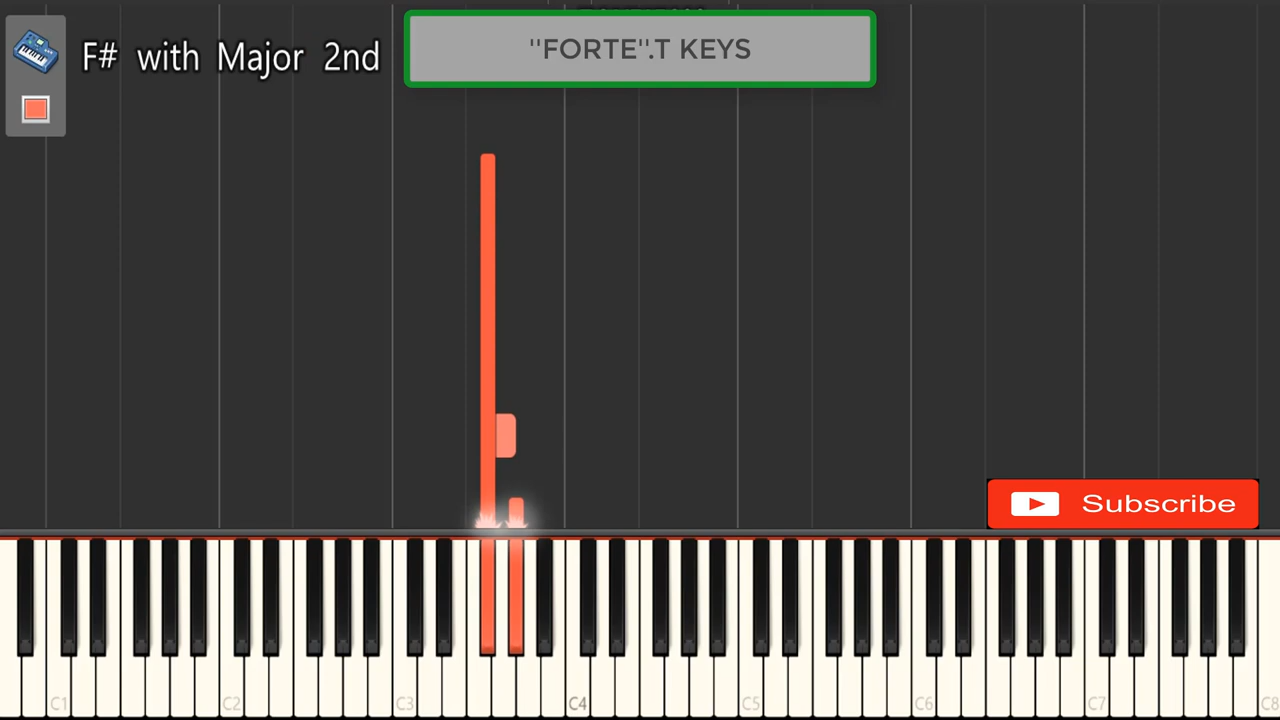 F# with Major 2nd
"FORTE".T KEYS
Subscribe
C1 C2 C3 C4 C5 C6 C7 C8